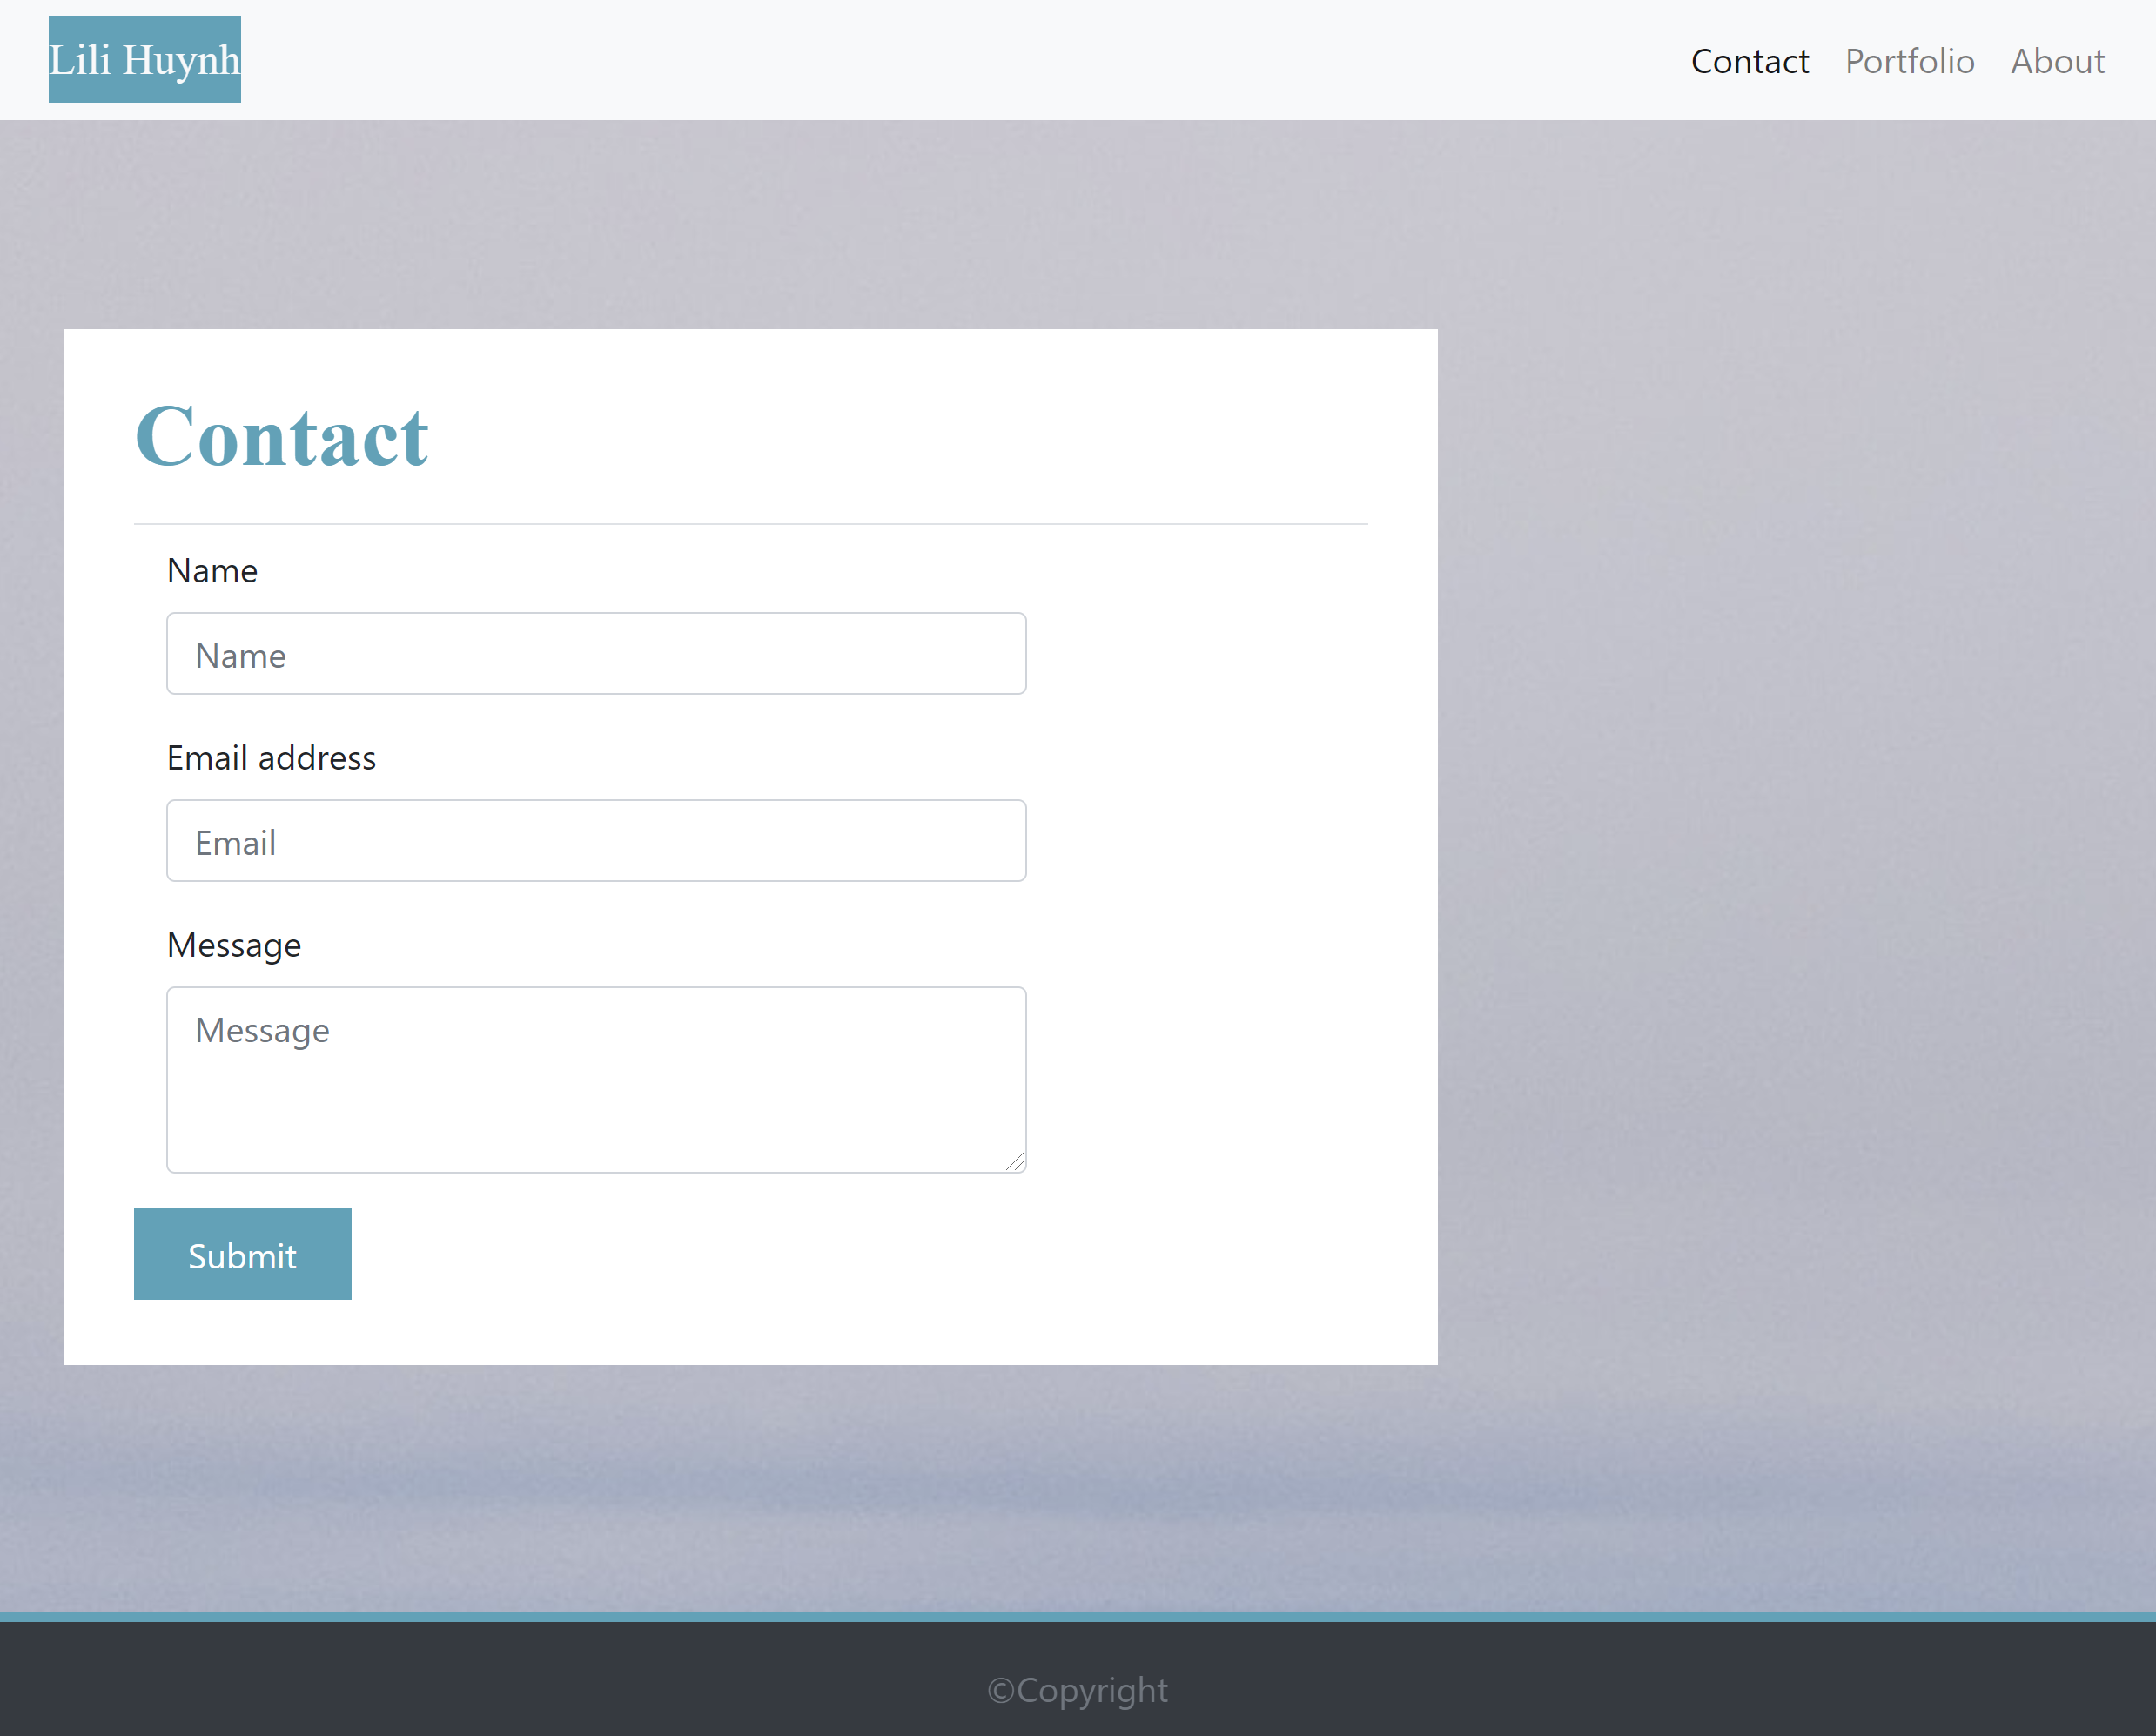 Lili Huynh
Contact Portfolio About
Contact
Name
Name
Email address
Email
Message
Message
Submit
©Copyright